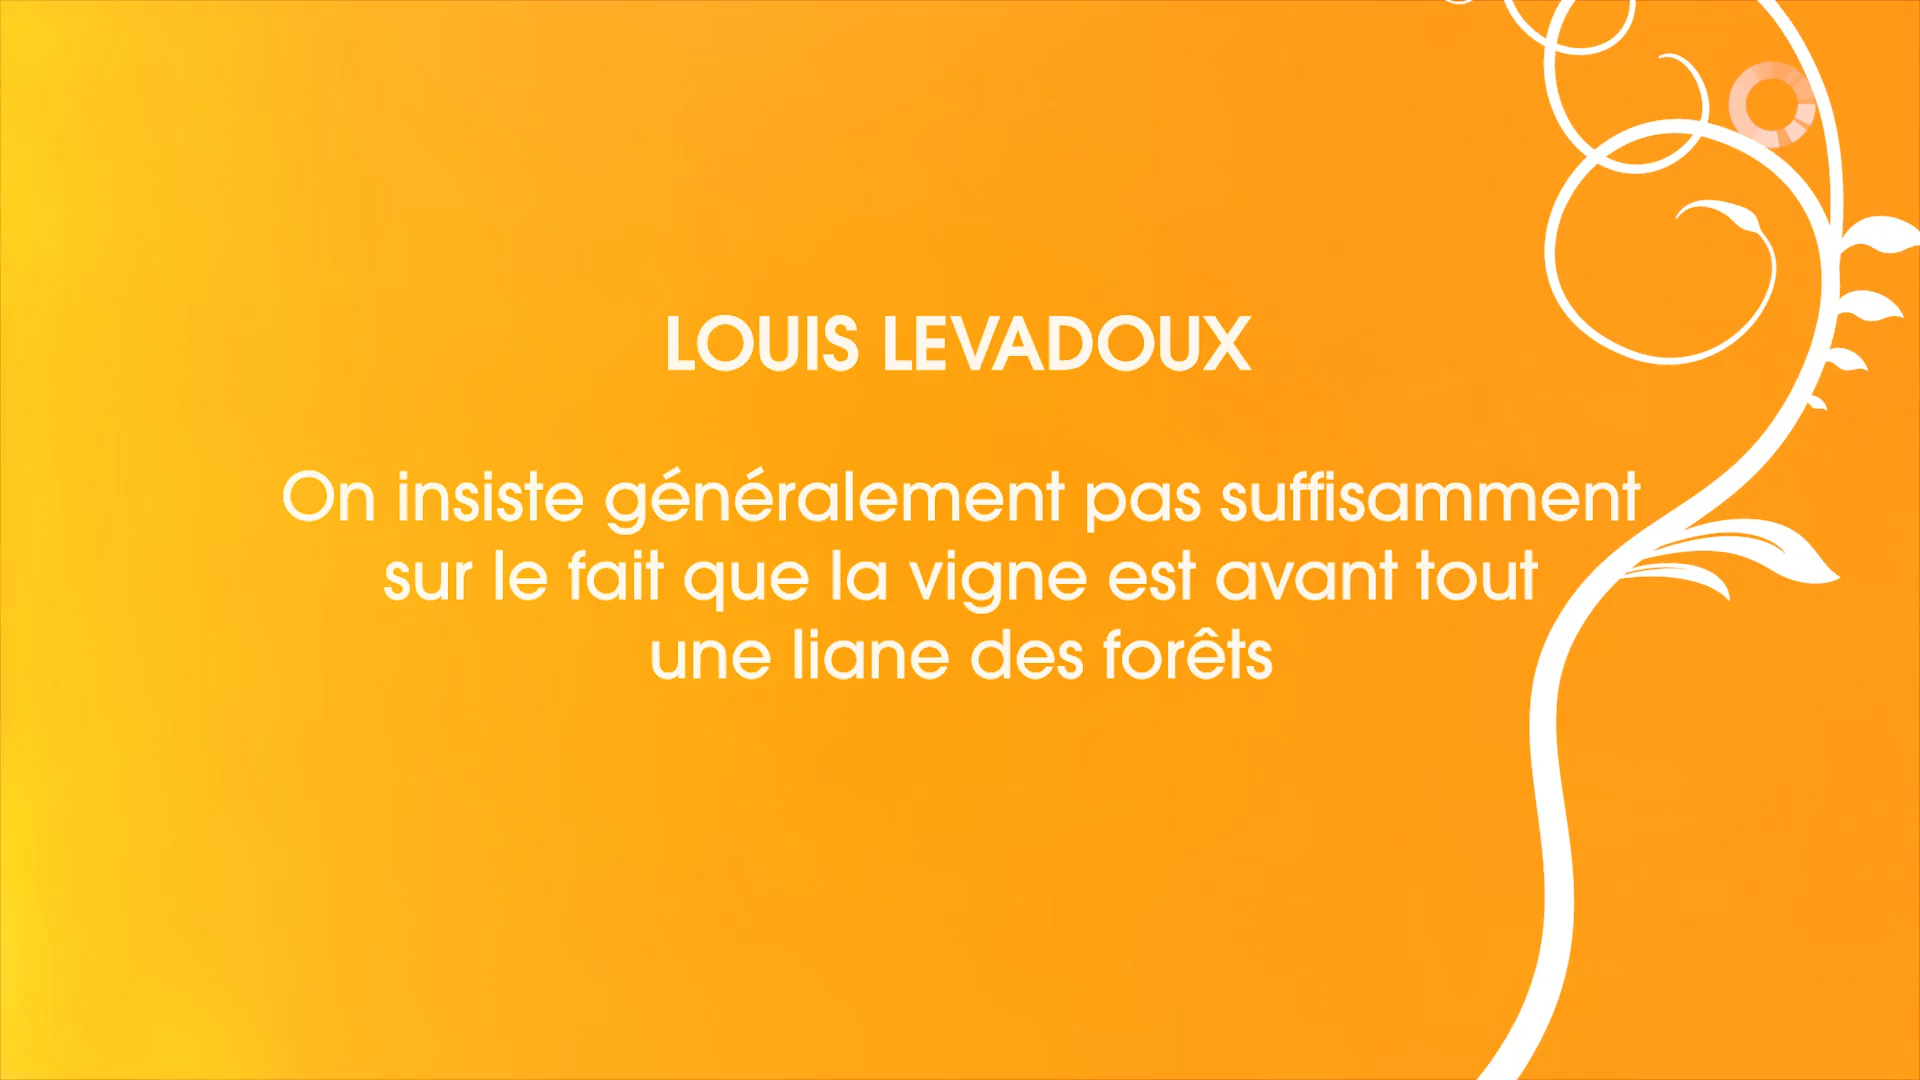 LOUIS LEVADOUX
On insiste généralement pas suffisamment
sur le fait que la vigne est avant tout
une liane des forêts